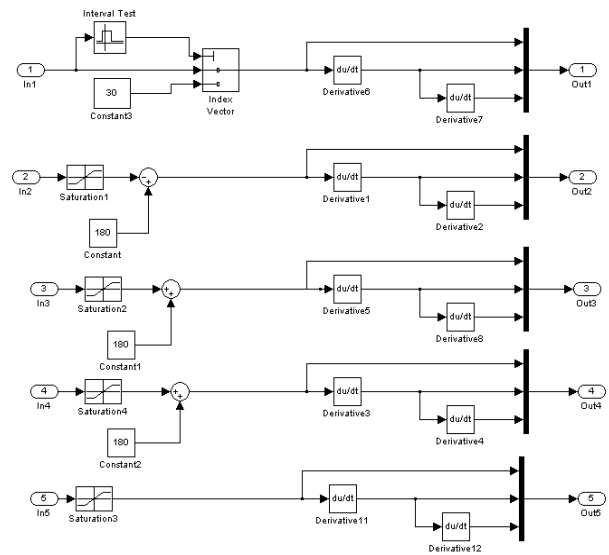 Interval Test
1
In1
30
Constant3
Index
Vector
du/dt
Derivative6
du/dt
Derivative7
1
Out1
2
In2
Saturation1
180
Constant
du/dt
Derivative1
du/dt
Derivative2
2
Out2
3
In3
Saturation2
180
Constant1
du/dt
Derivative5
du/dt
Derivative8
3
Out3
4
In4
Saturation4
180
Constant2
du/dt
Derivative3
du/dt
Derivative4
4
Out4
5
In5
Saturation3
du/dt
Derivative11
du/dt
Derivative12
5
Out5